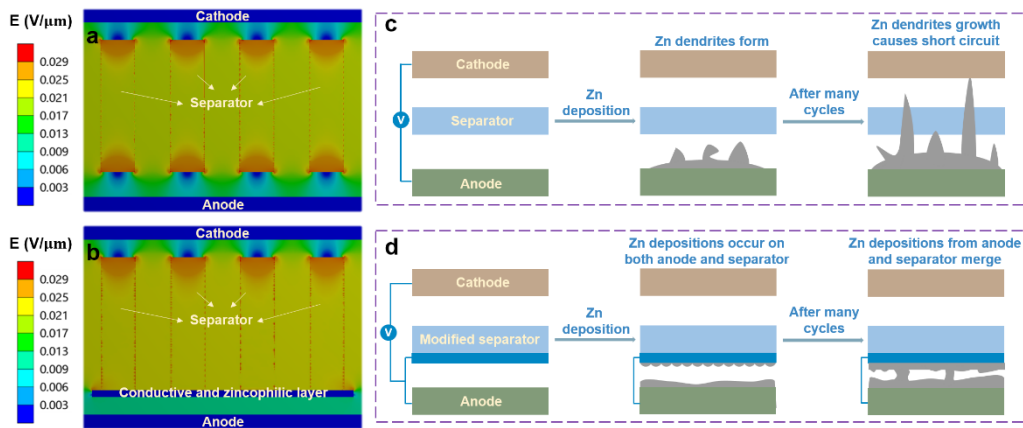 E (V/μm)
0.029
0.025
0.021
0.017
0.013
0.009
0.006
0.003
Cathode
a
Separator
Anode
E (V/μm)
0.029
0.025
0.021
0.017
0.013
0.009
0.006
0.003
Cathode
b
Separator
Conductive and zincophilic layer
Anode
c
Cathode
Separator
Anode
V
Zn
deposition
Zn dendrites form
After many
cycles
Zn dendrites growth
causes short circuit
d
Cathode
Modified separator
Anode
V
Zn
deposition
Zn depositions occur on
both anode and separator
After many
cycles
Zn depositions from anode
and separator merge